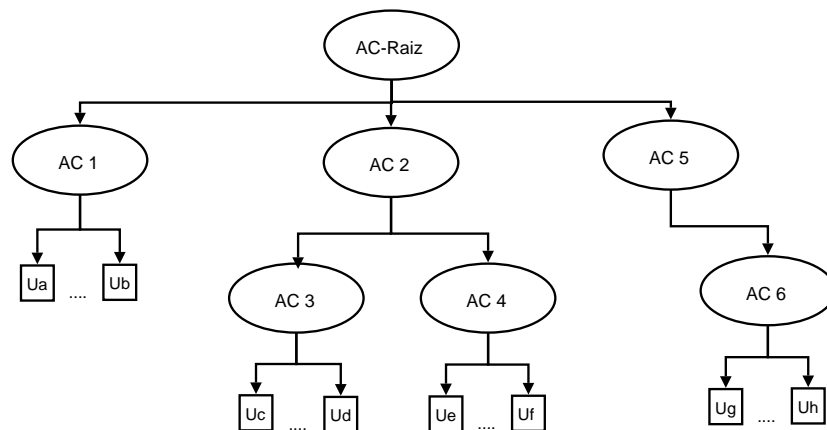 AC-Raiz
AC 1
AC 2
AC 5
Ua
....
Ub
AC 3
AC 4
AC 6
Uc
....
Ud
Ue
....
Uf
Ug
....
Uh